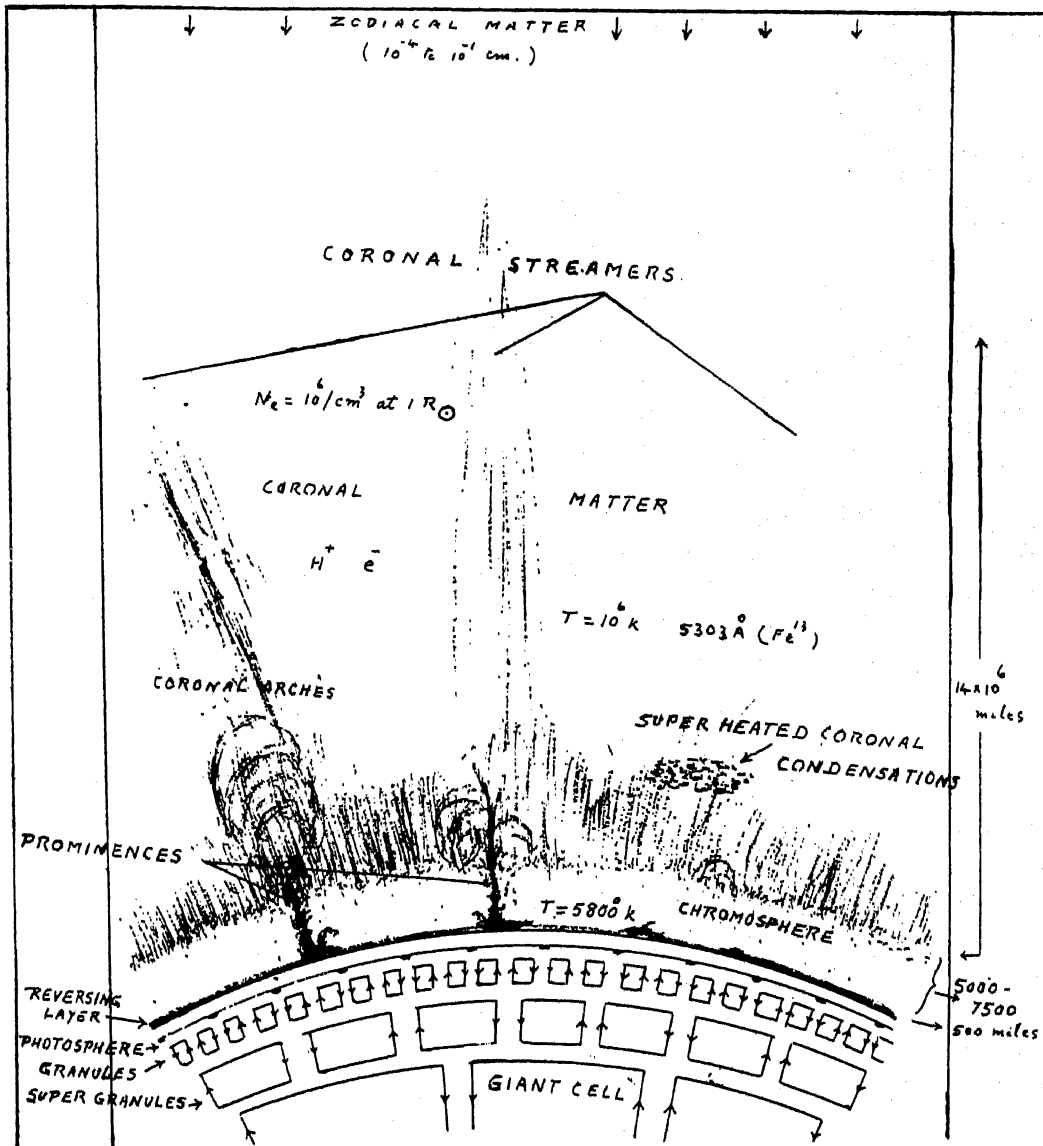 ZODIACAL MATTER
( 10⁻⁴ to 10⁻¹ cm. )
CORONAL STREAMERS.
Ne = 10⁶/cm³ at 1 R☉
CORONAL MATTER
H⁺ e⁻
T = 10⁶ k 5303 Å (Fe¹³)
CORONAL ARCHES
14x10⁶
miles
SUPER HEATED CORONAL
CONDENSATIONS
PROMINENCES
T = 5800° k
CHROMOSPHERE
REVERSING
LAYER
5000-
7500
500 miles
PHOTOSPHERE
GRANULES
SUPER GRANULES
GIANT CELL